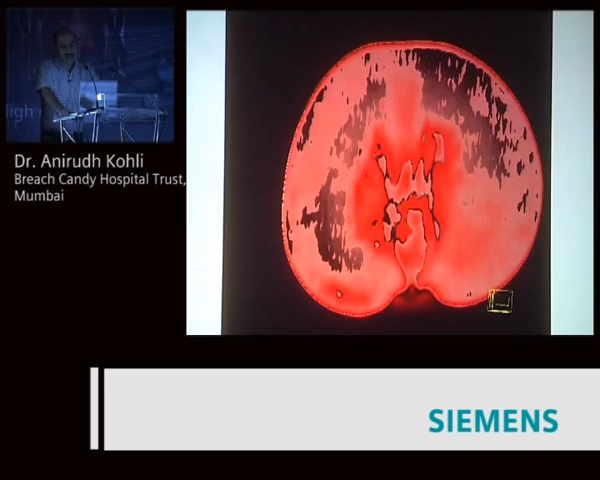 Dr. Anirudh Kohli
Breach Candy Hospital Trust,
Mumbai
SIEMENS